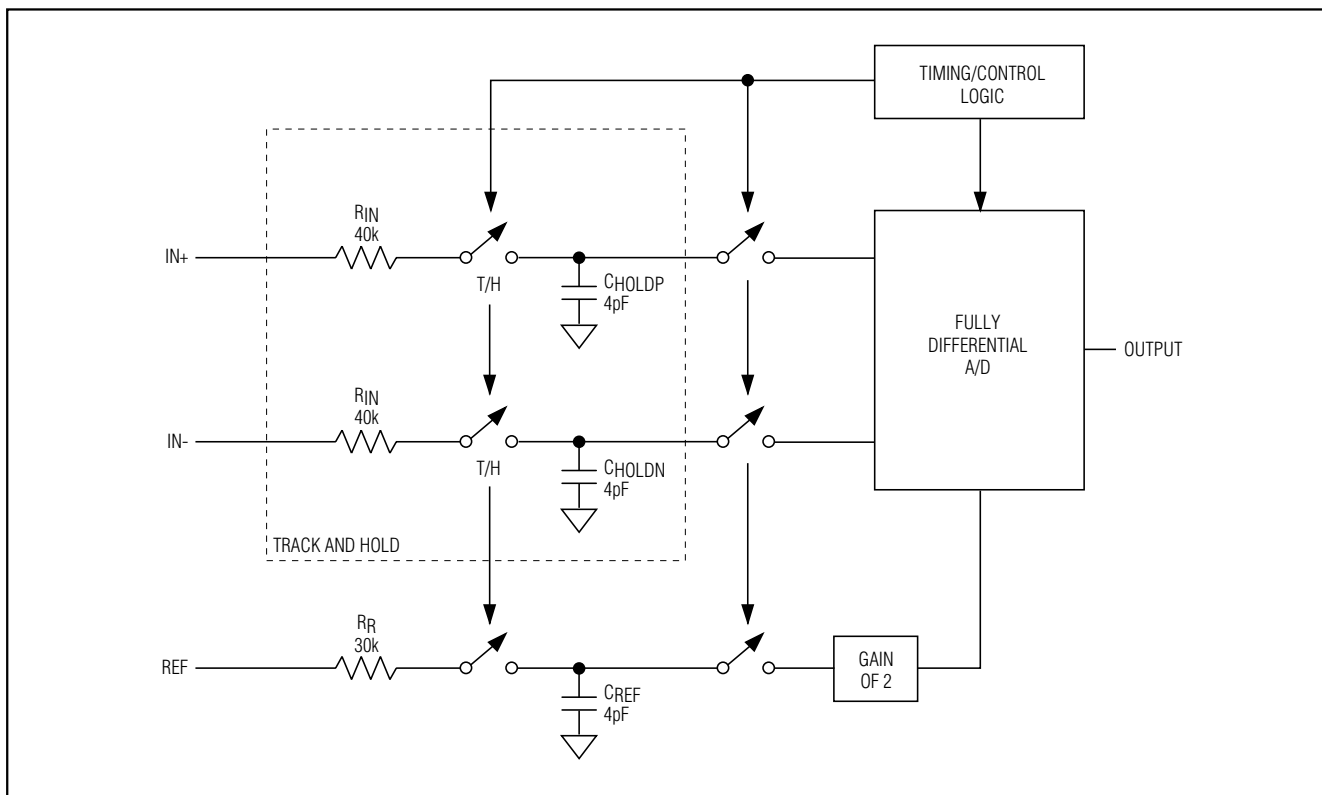 TIMING/CONTROL
LOGIC
RIN
40k
IN+
T/H
CHOLDP
4pF
FULLY
DIFFERENTIAL
A/D
OUTPUT
RIN
40k
IN-
T/H
CHOLDN
4pF
TRACK AND HOLD
RR
30k
REF
CREF
4pF
GAIN
OF 2